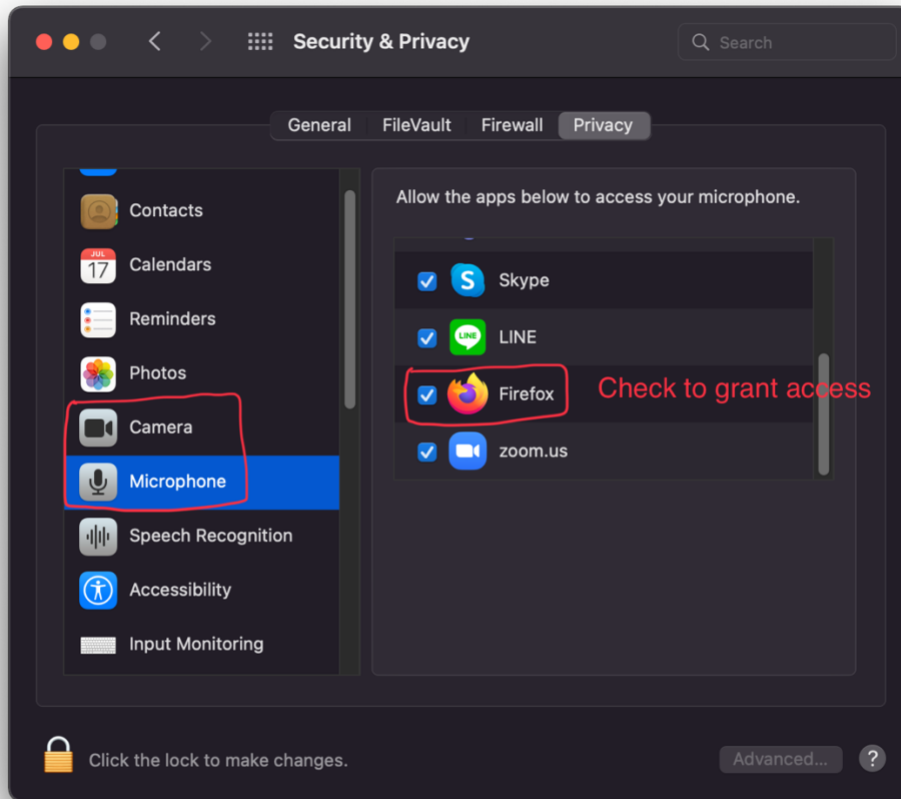 Security & Privacy
Search
General FileVault Firewall Privacy
Contacts
JUL
17
Calendars
Reminders
Photos
Camera
Microphone
Speech Recognition
Accessibility
Input Monitoring
Allow the apps below to access your microphone.
S
Skype
LINE
LINE
Firefox
Check to grant access
zoom.us
Click the lock to make changes.
Advanced...
?